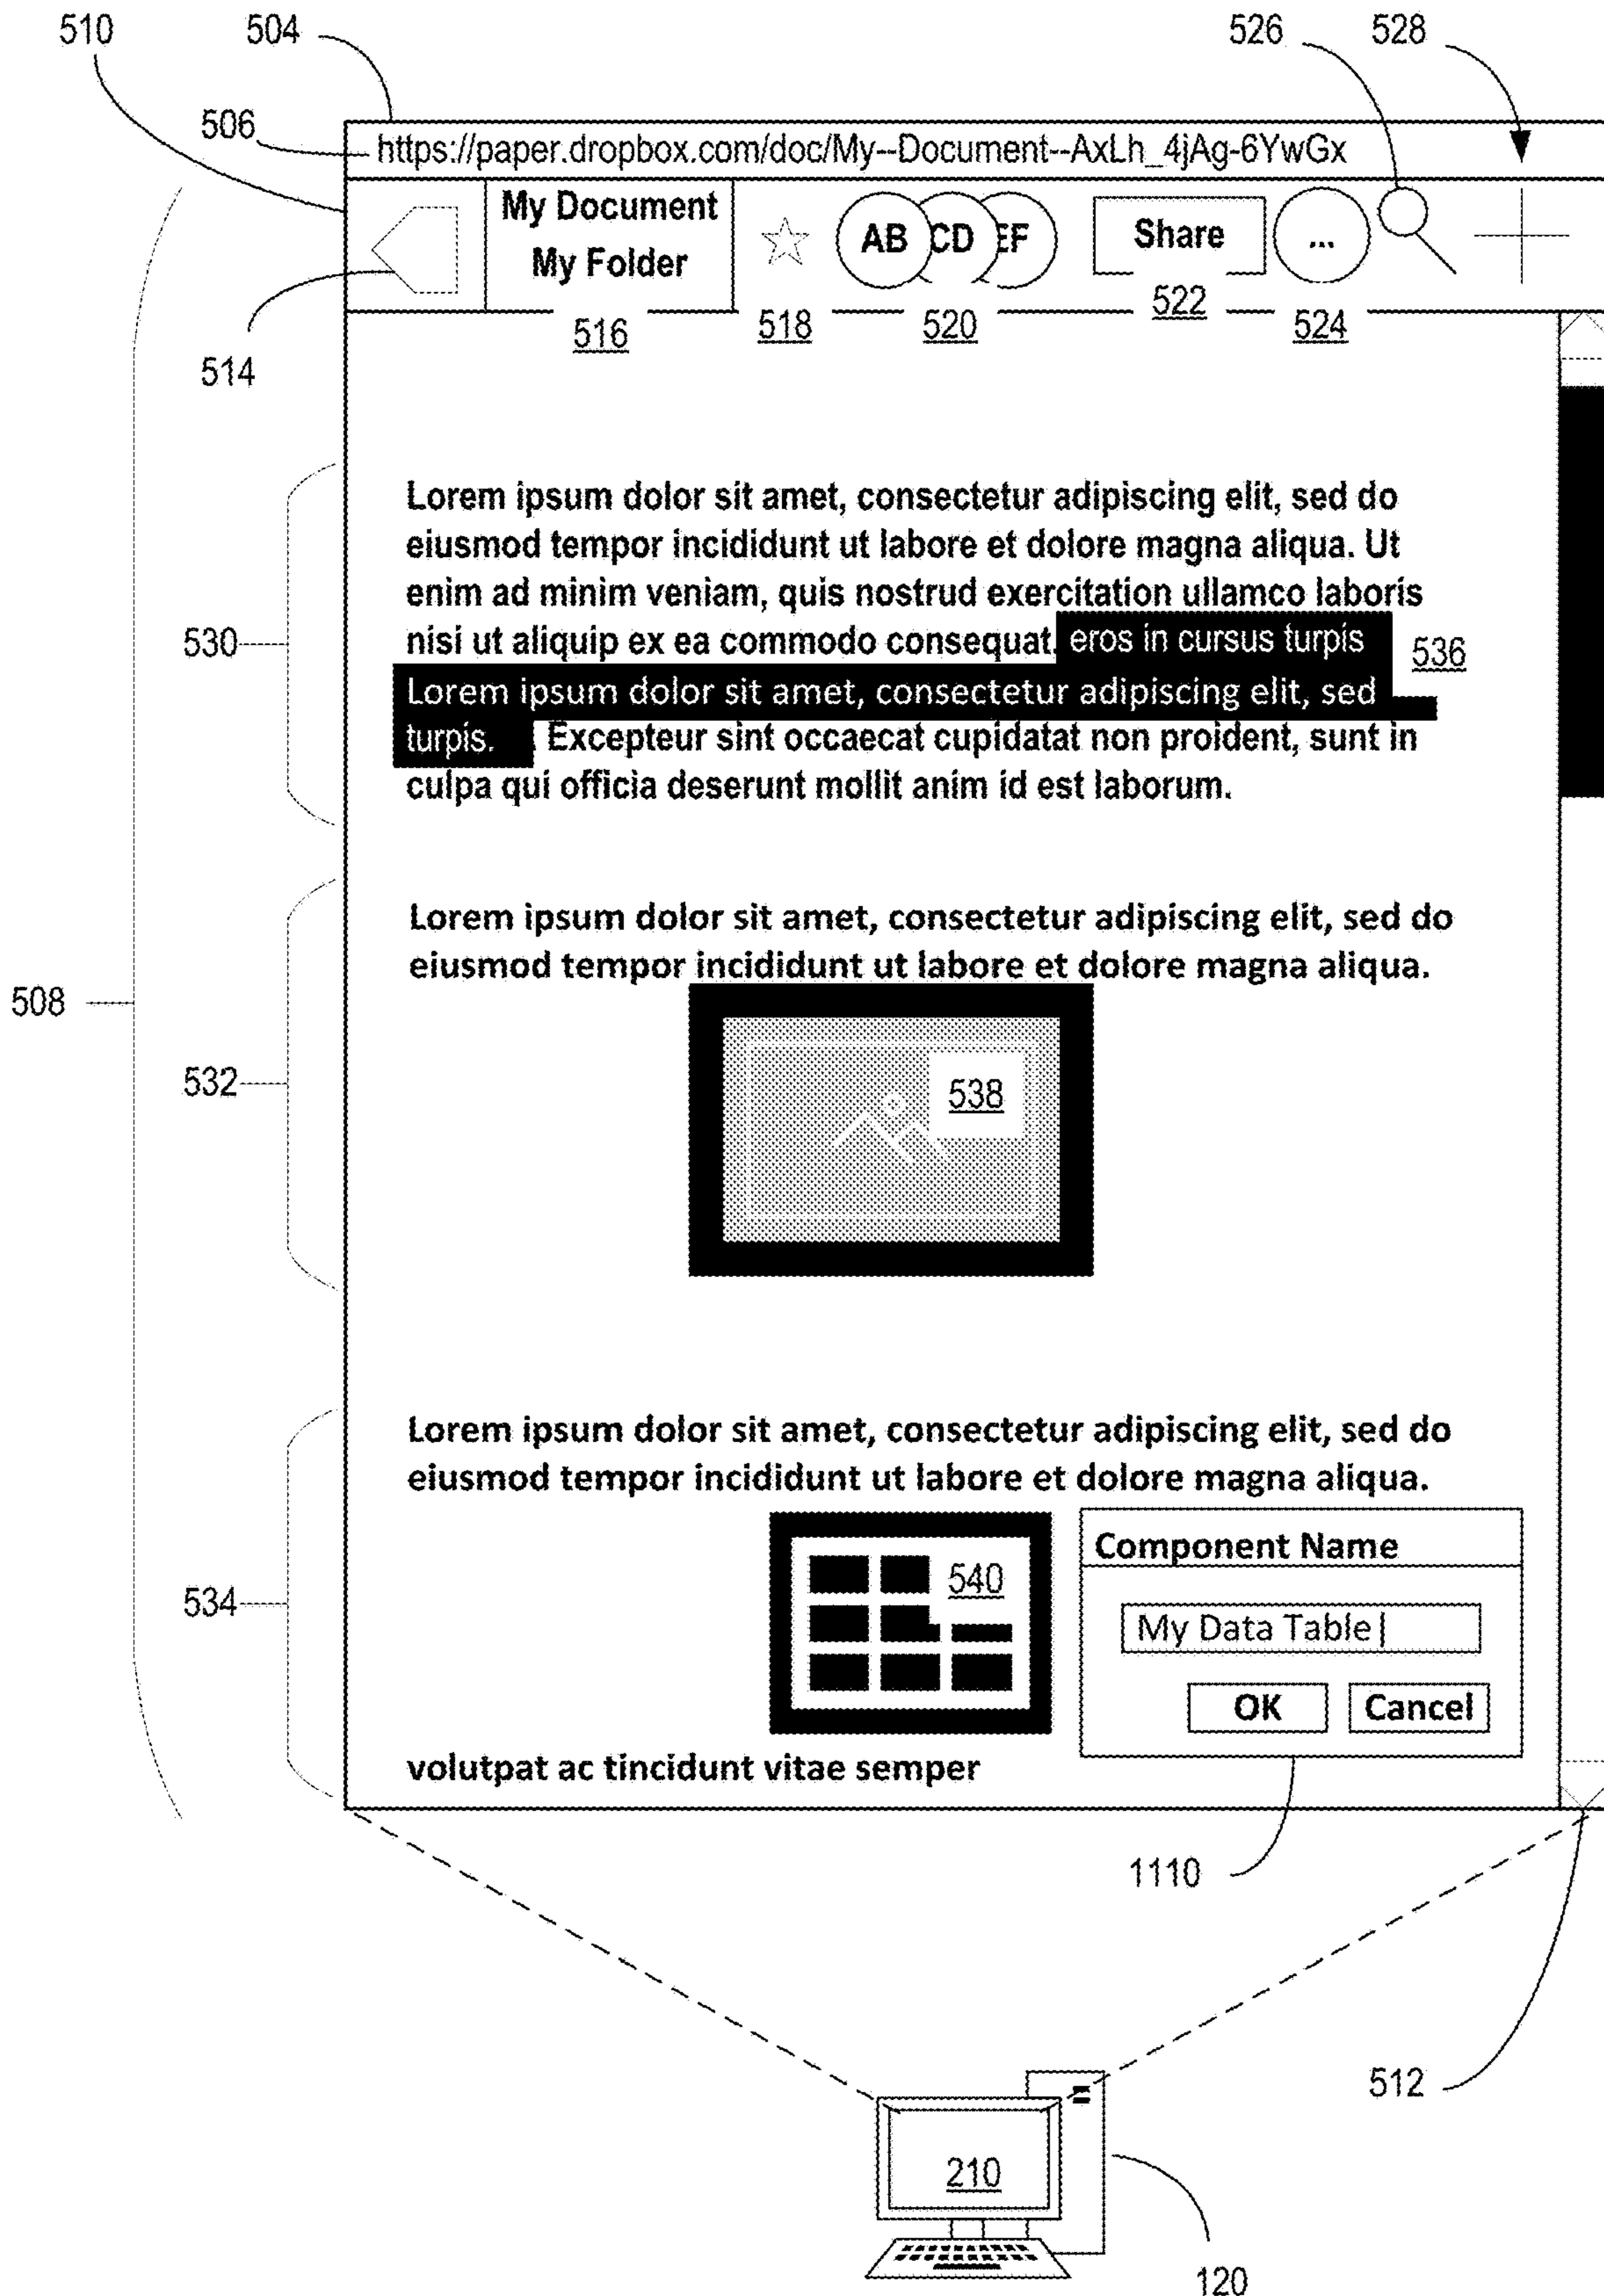 510
504
526
528
506
https://paper.dropbox.com/doc/My--Document--AxLh_4jAg-6YwGx
My Document
My Folder
AB
CD
EF
Share
...
516
518
520
522
524
514
Lorem ipsum dolor sit amet, consectetur adipiscing elit, sed do
eiusmod tempor incididunt ut labore et dolore magna aliqua. Ut
enim ad minim veniam, quis nostrud exercitation ullamco laboris
nisi ut aliquip ex ea commodo consequat. eros in cursus turpis
Lorem ipsum dolor sit amet, consectetur adipiscing elit, sed
turpis. Excepteur sint occaecat cupidatat non proident, sunt in
culpa qui officia deserunt mollit anim id est laborum.
530
536
Lorem ipsum dolor sit amet, consectetur adipiscing elit, sed do
eiusmod tempor incididunt ut labore et dolore magna aliqua.
508
532
538
Lorem ipsum dolor sit amet, consectetur adipiscing elit, sed do
eiusmod tempor incididunt ut labore et dolore magna aliqua.
534
540
Component Name
My Data Table
OK
Cancel
volutpat ac tincidunt vitae semper
1110
512
210
120